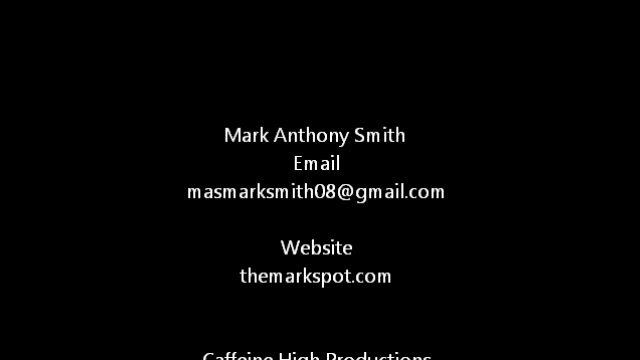 Mark Anthony Smith
Email
masmarksmith08@gmail.com
Website
themarkspot.com
Caffeine High Productions